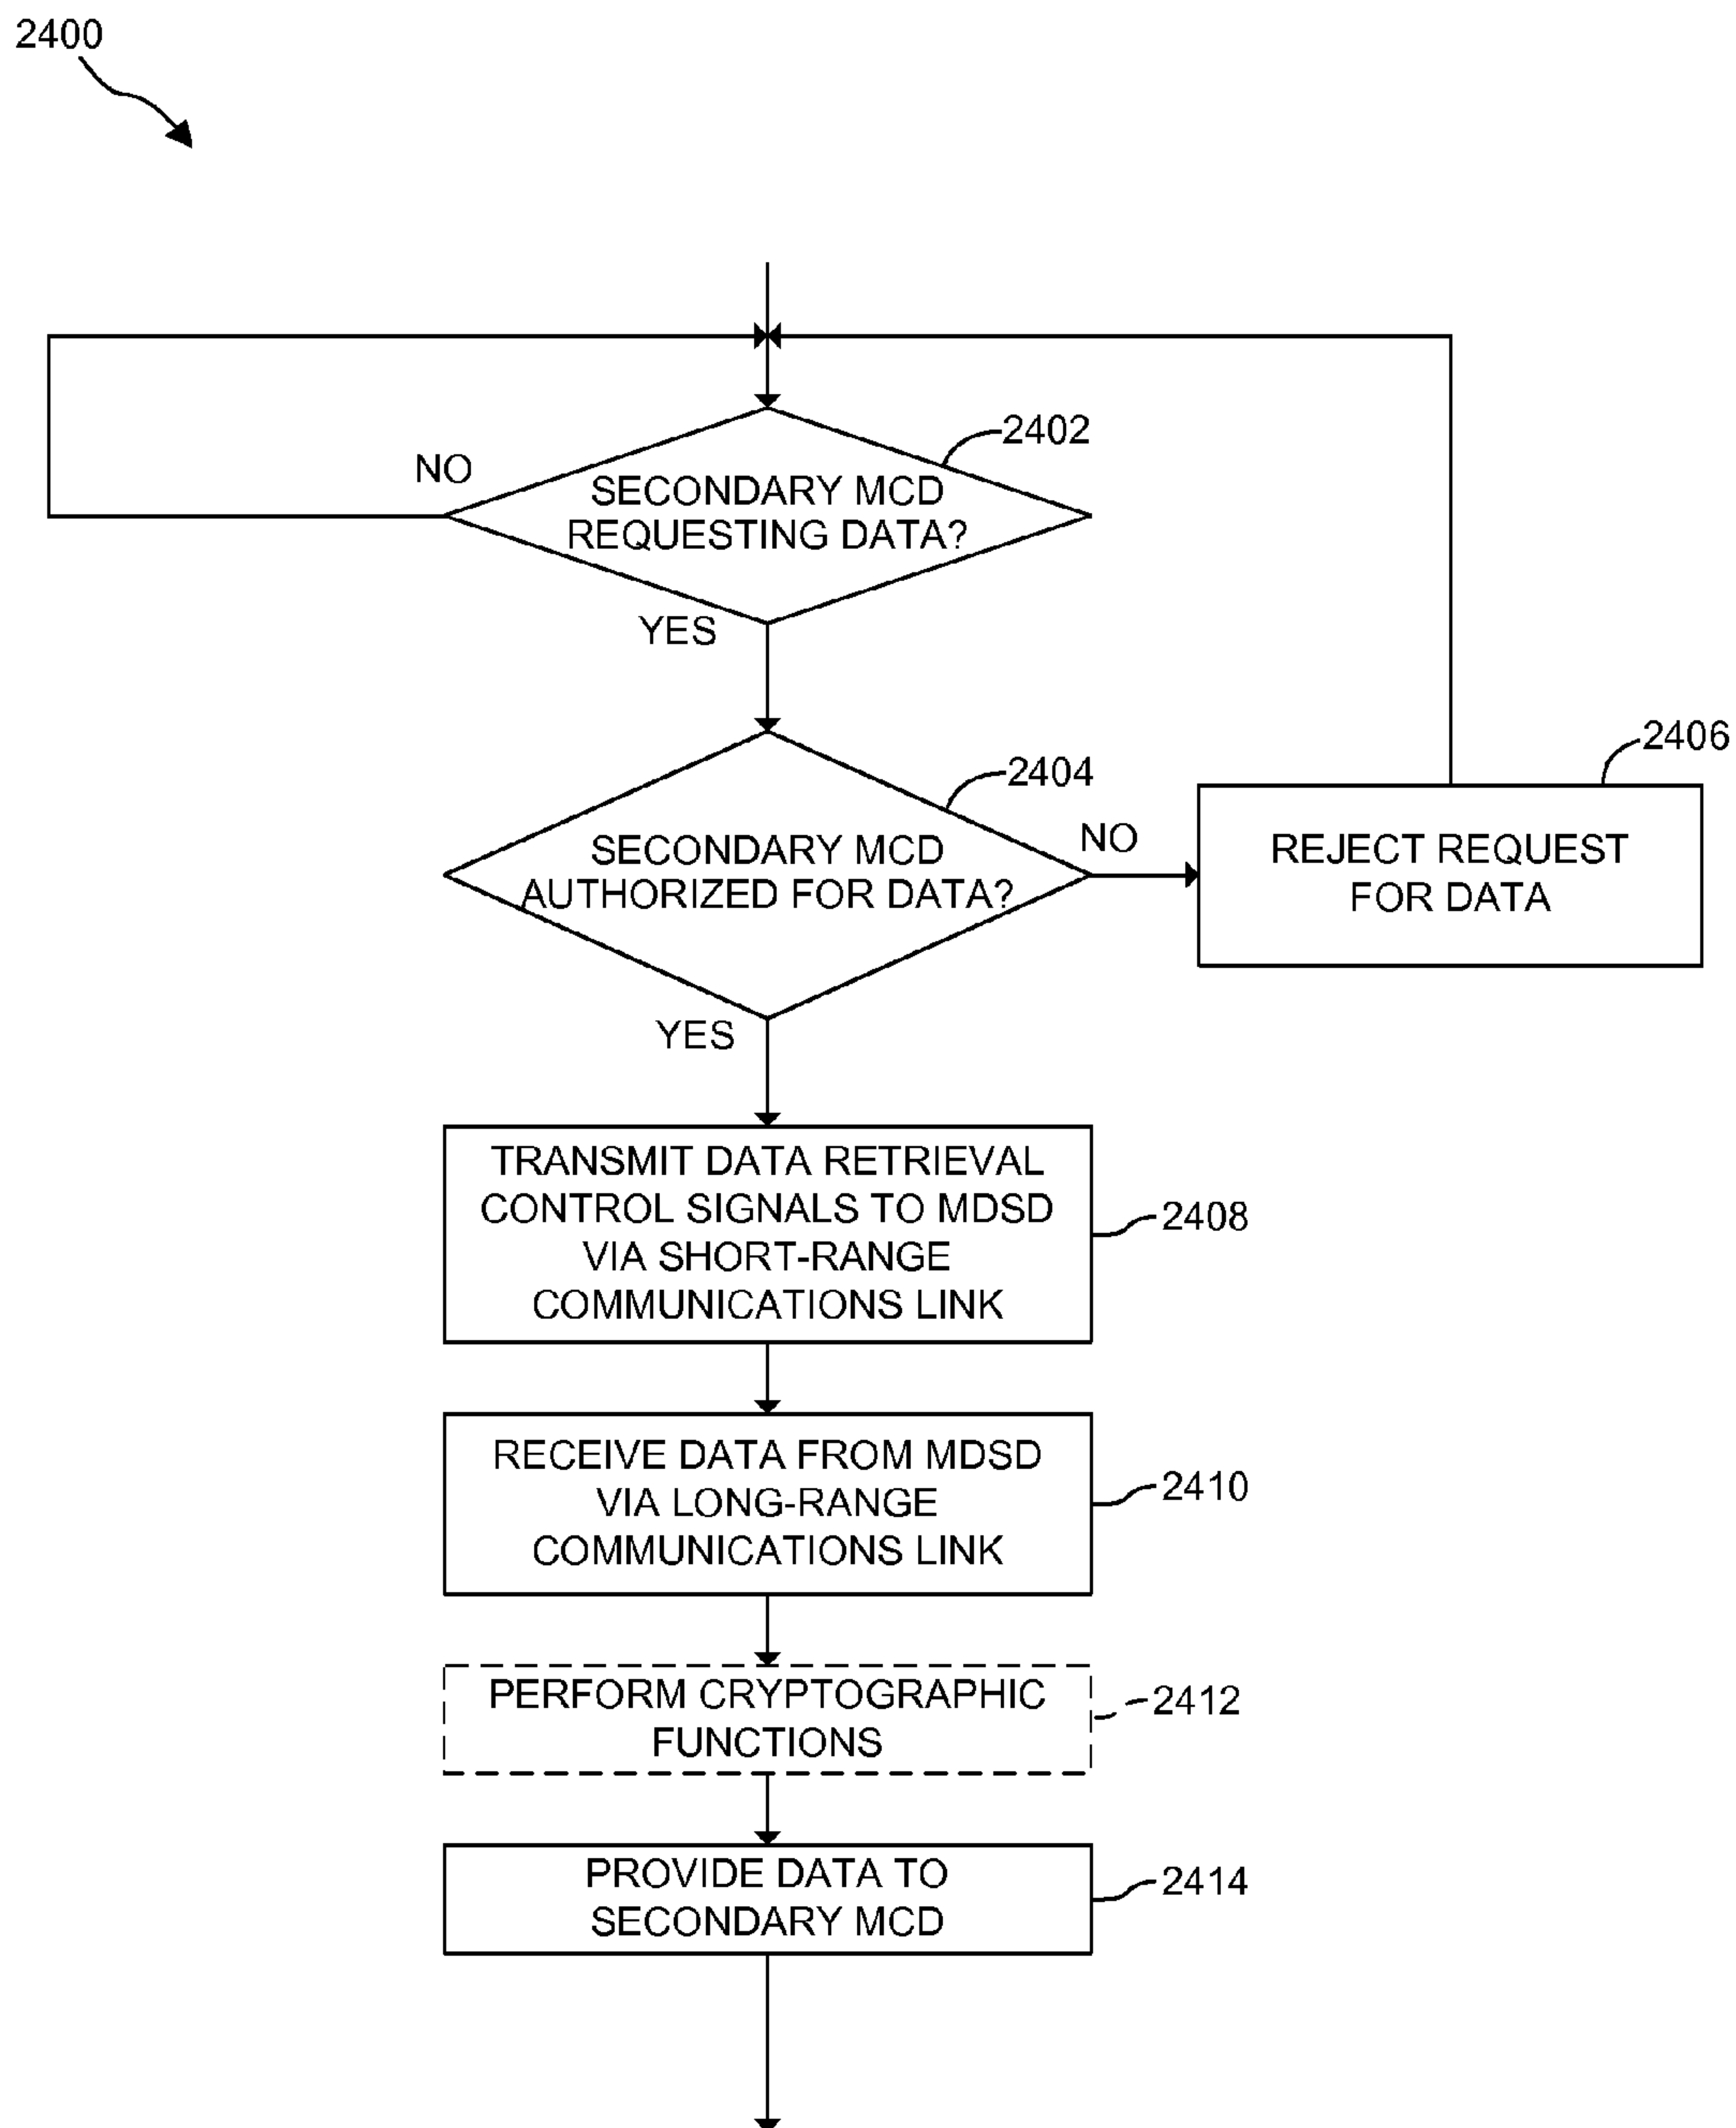 2400
2402
NO
SECONDARY MCD
REQUESTING DATA?
YES
2404
2406
SECONDARY MCD
AUTHORIZED FOR DATA?
NO
REJECT REQUEST
FOR DATA
YES
TRANSMIT DATA RETRIEVAL
CONTROL SIGNALS TO MDSD
VIA SHORT-RANGE
COMMUNICATIONS LINK
2408
RECEIVE DATA FROM MDSD
VIA LONG-RANGE
COMMUNICATIONS LINK
2410
PERFORM CRYPTOGRAPHIC
FUNCTIONS
2412
PROVIDE DATA TO
SECONDARY MCD
2414